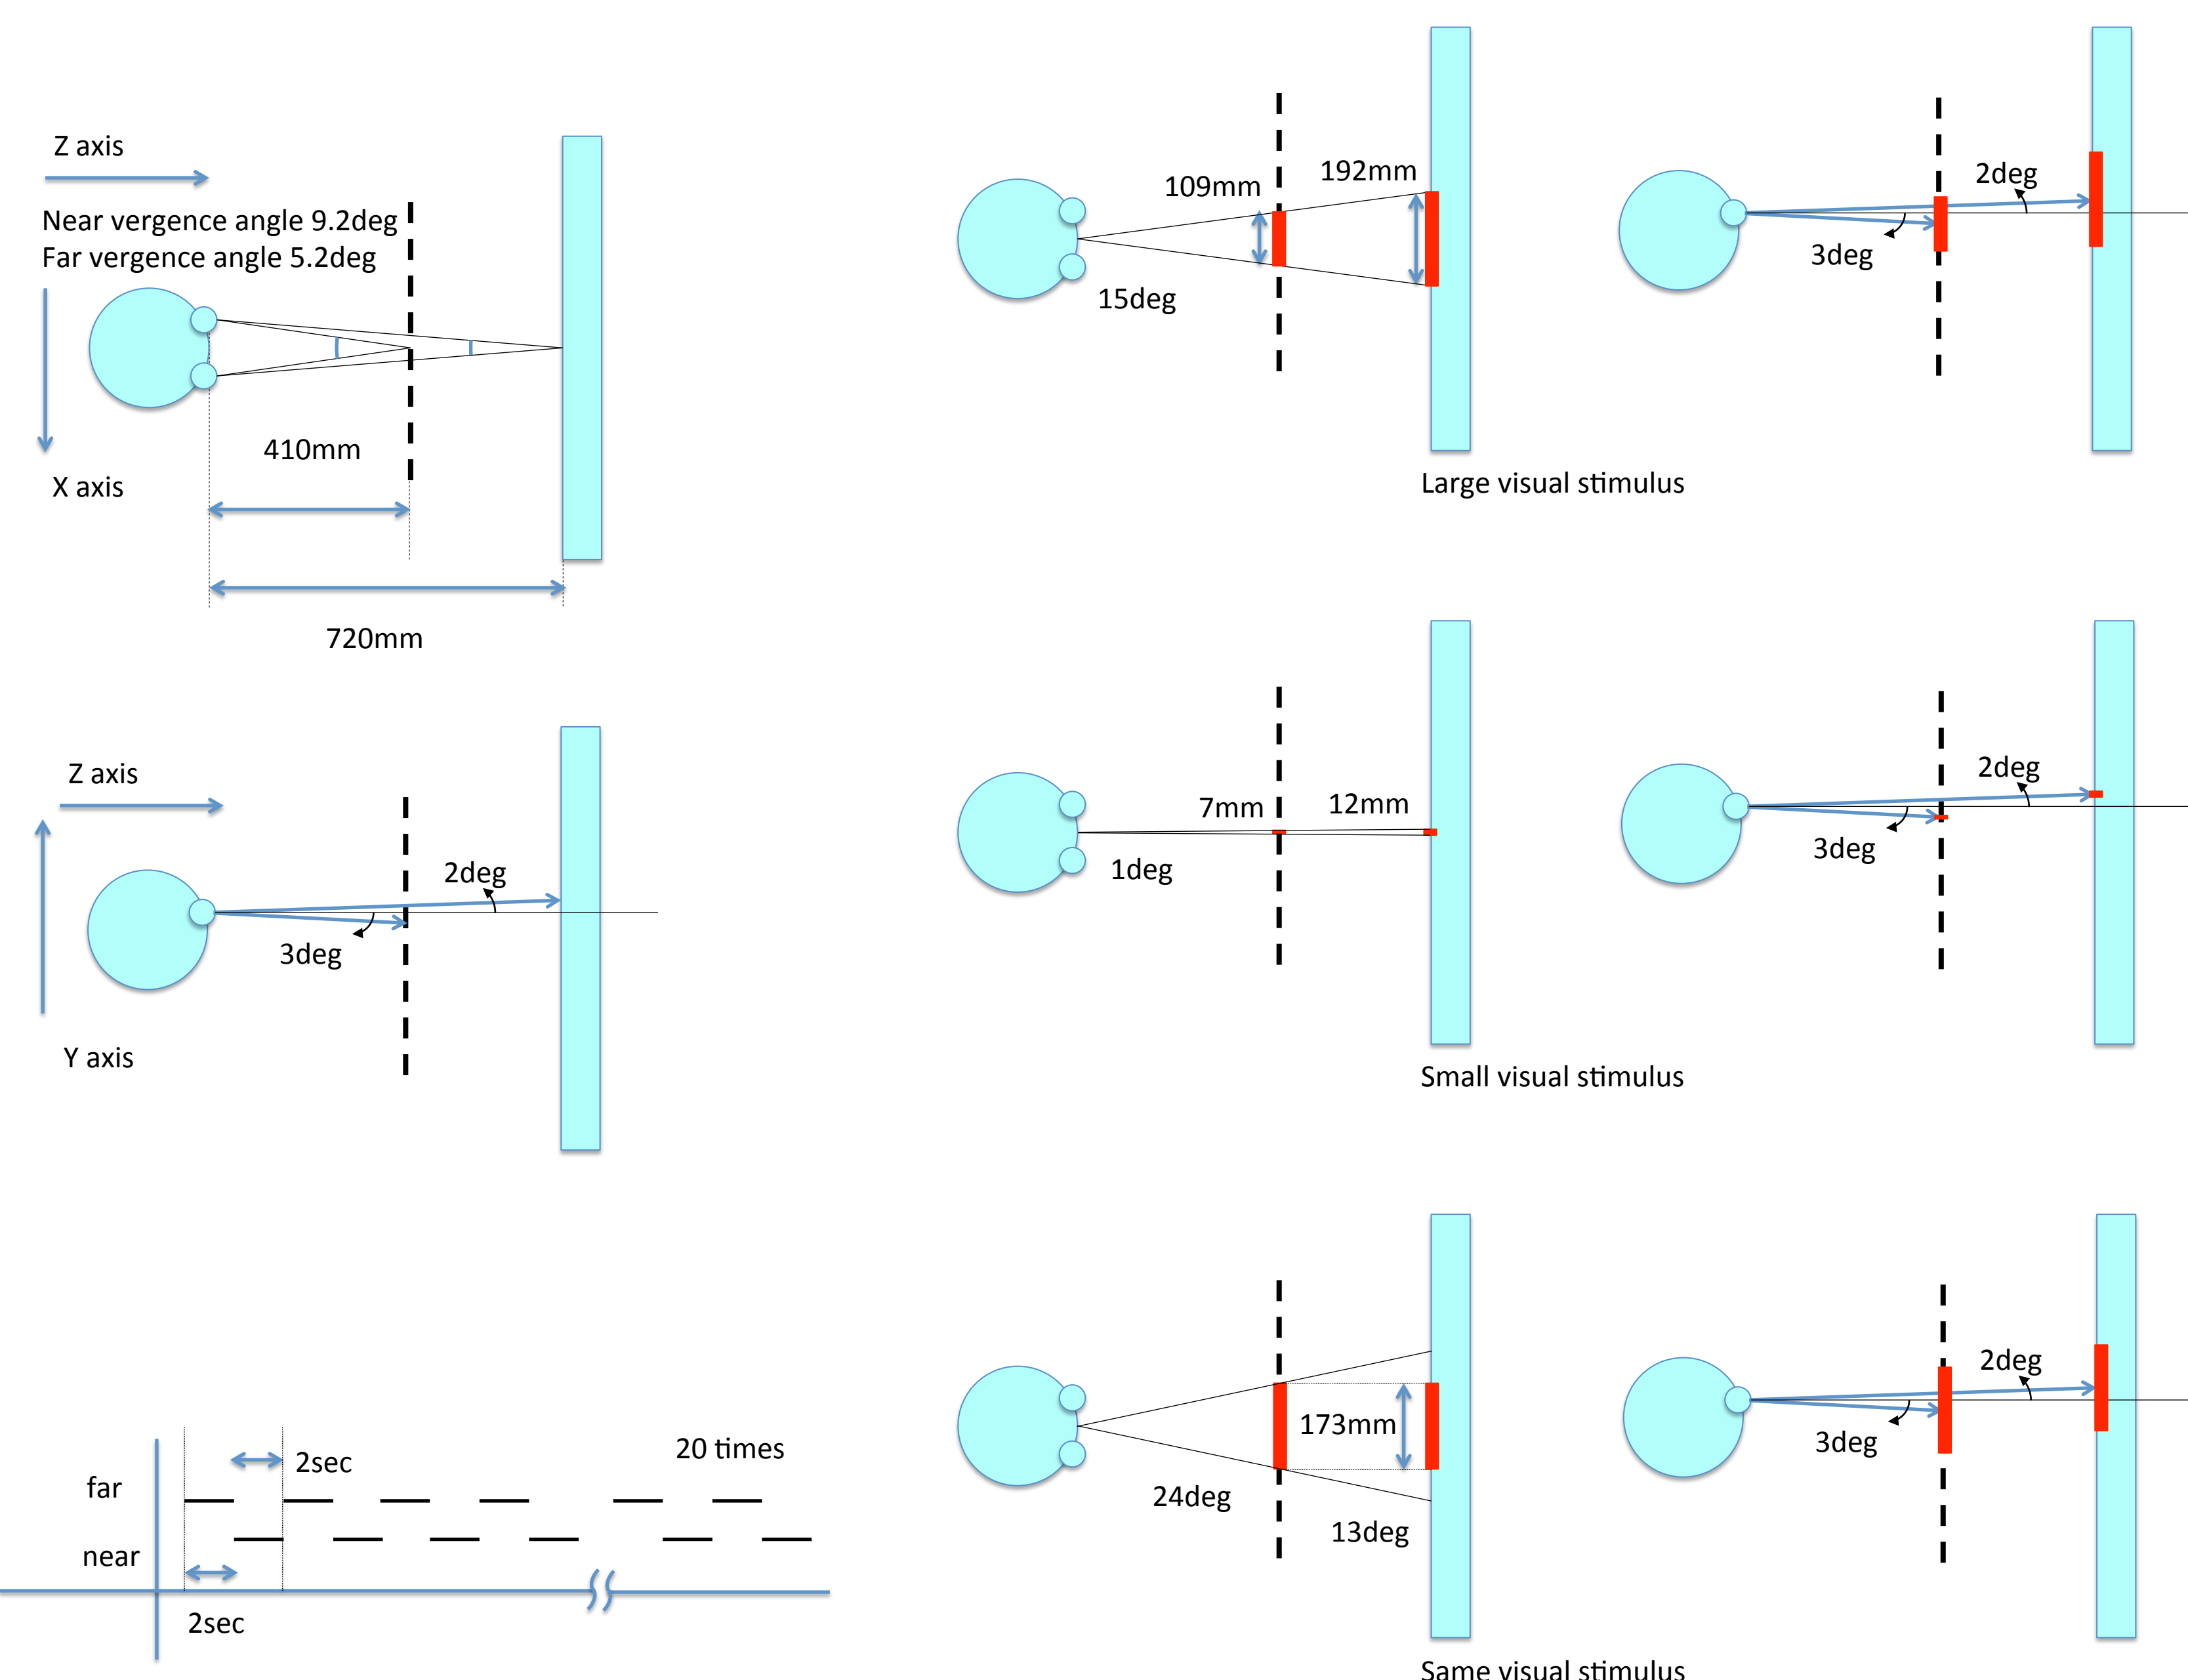 Z axis
Near vergence angle 9.2deg
Far vergence angle 5.2deg
410mm
X axis
720mm
109mm
192mm
15deg
2deg
3deg
Large visual stimulus
Z axis
2deg
3deg
Y axis
7mm
12mm
1deg
2deg
3deg
Small visual stimulus
far
2sec
20 times
near
2sec
173mm
24deg
13deg
2deg
3deg
Same visual stimulus